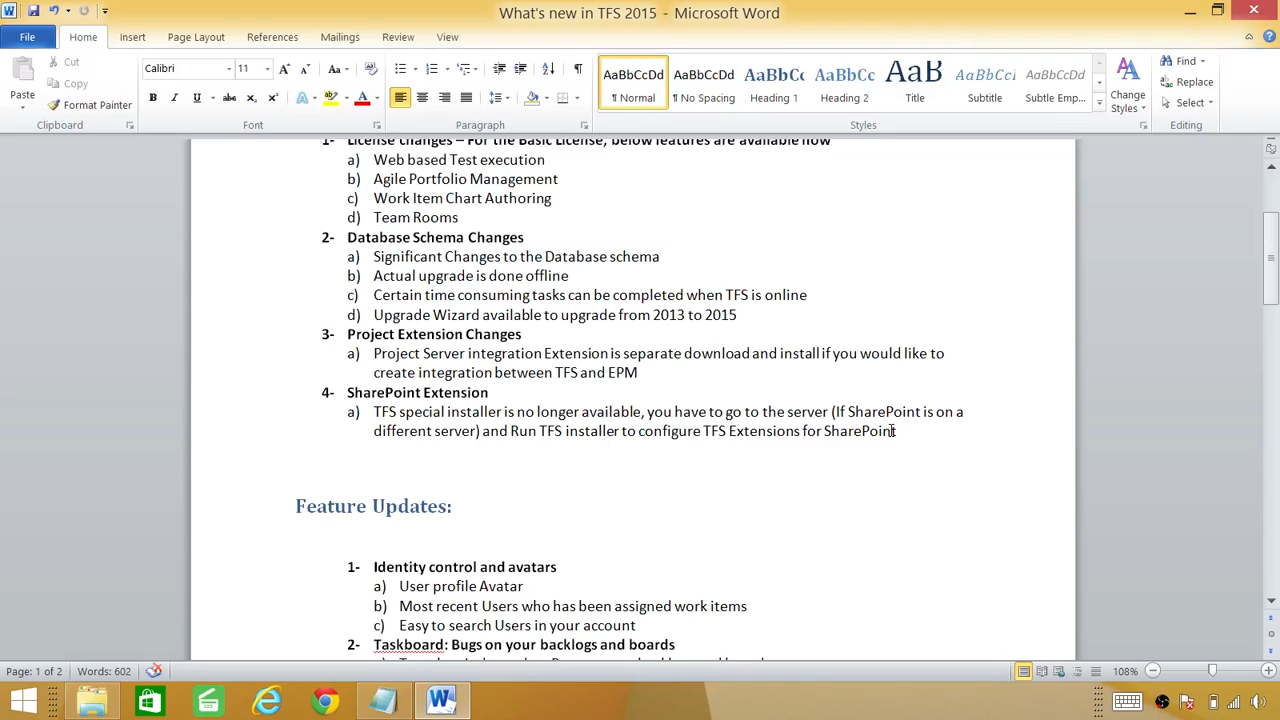 What's new in TFS 2015 - Microsoft Word
File Home Insert Page Layout References Mailings Review View
Paste
Cut
Copy
Format Painter
Clipboard
Calibri 11
Font
Paragraph
AaBbCcDd AaBbCcDd AaBbCc AaBbCc AaB AaBbCcDd AaBbCcDd
¶ Normal ¶ No Spacing Heading 1 Heading 2 Title Subtitle Subtle Emp...
Styles
Change Styles
Find
Replace
Select
Editing
1- License changes – For the Basic License, below features are available now
a) Web based Test execution
b) Agile Portfolio Management
c) Work Item Chart Authoring
d) Team Rooms
2- Database Schema Changes
a) Significant Changes to the Database schema
b) Actual upgrade is done offline
c) Certain time consuming tasks can be completed when TFS is online
d) Upgrade Wizard available to upgrade from 2013 to 2015
3- Project Extension Changes
a) Project Server integration Extension is separate download and install if you would like to
create integration between TFS and EPM
4- SharePoint Extension
a) TFS special installer is no longer available, you have to go to the server (If SharePoint is on a
different server) and Run TFS installer to configure TFS Extensions for SharePoint
Feature Updates:
1- Identity control and avatars
a) User profile Avatar
b) Most recent Users who has been assigned work items
c) Easy to search Users in your account
2- Taskboard: Bugs on your backlogs and boards
Page: 1 of 2 Words: 602 108%